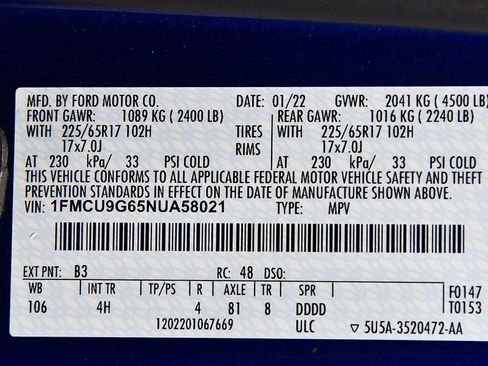 MFD. BY FORD MOTOR CO. DATE: 01/22 GVWR: 2041 KG ( 4500 LB)
FRONT GAWR: 1089 KG ( 2400 LB) REAR GAWR: 1016 KG ( 2240 LB)
WITH 225/65R17 102H TIRES WITH 225/65R17 102H
17x7.0J RIMS 17x7.0J
AT 230 kPa/ 33 PSI COLD AT 230 kPa/ 33 PSI COLD
THIS VEHICLE CONFORMS TO ALL APPLICABLE FEDERAL MOTOR VEHICLE SAFETY AND THEFT
PREVENTION STANDARDS IN EFFECT ON THE DATE OF MANUFACTURE SHOWN ABOVE.
VIN: 1FMCU9G65NUA58021 TYPE: MPV
EXT PNT: B3 RC: 48 DSO:
WB INT TR TP/PS R AXLE TR SPR F0147
106 4H 4 81 8 DDDD T0153
1202201067669 ULC ▽ 5U5A-3520472-AA